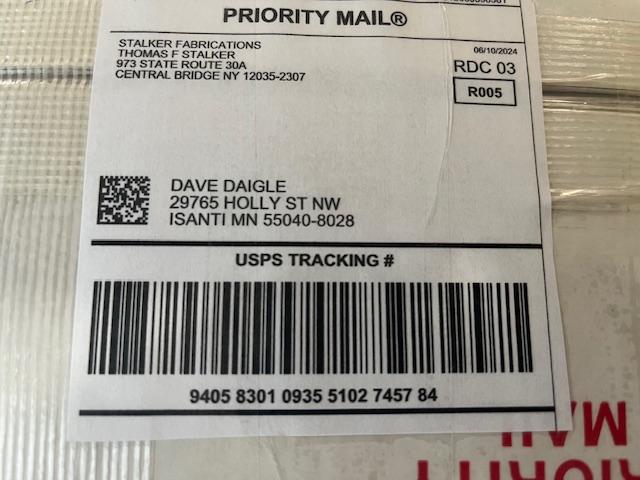 PRIORITY MAIL®
STALKER FABRICATIONS
THOMAS F STALKER
973 STATE ROUTE 30A
CENTRAL BRIDGE NY 12035-2307
06/10/2024
RDC 03
R005
DAVE DAIGLE
29765 HOLLY ST NW
ISANTI MN 55040-8028
USPS TRACKING #
9405 8301 0935 5102 7457 84
PRIORITY
MAIL